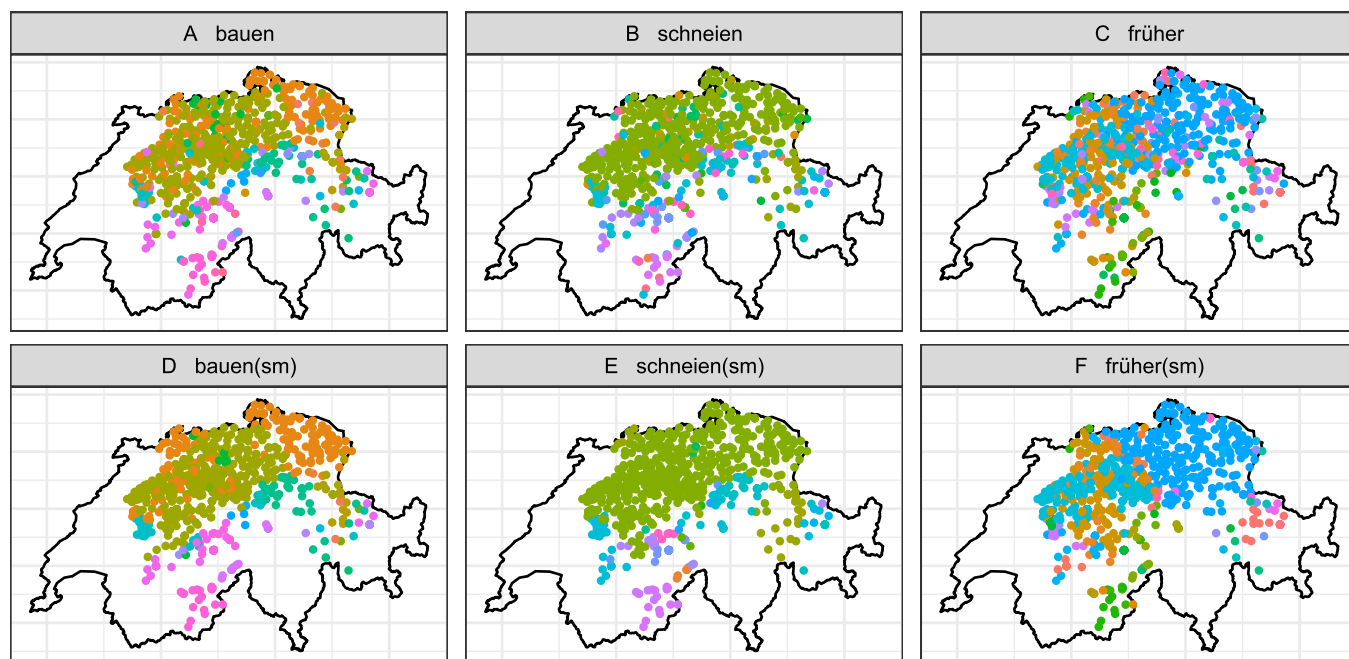 A bauen
B schneien
C früher
D bauen(sm)
E schneien(sm)
F früher(sm)